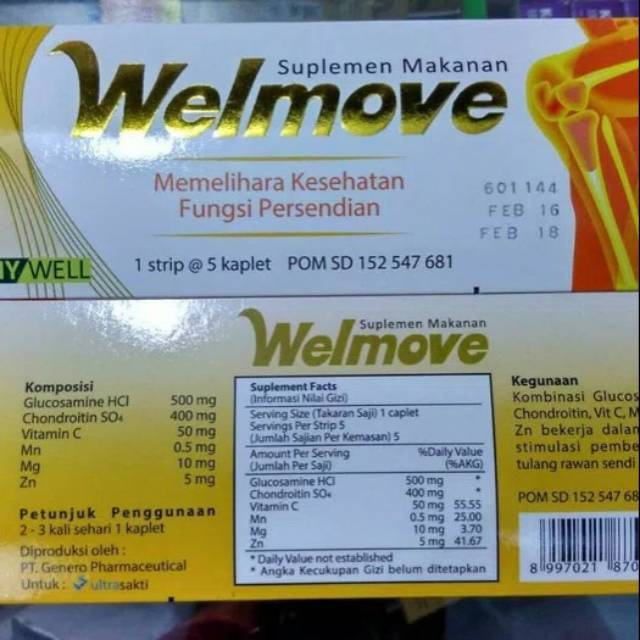 Suplemen Makanan
Welmove
Memelihara Kesehatan
Fungsi Persendian
601 144
FEB 16
FEB 18
WELL
1 strip @ 5 kaplet POM SD 152 547 681
Suplemen Makanan
Welmove
Komposisi
Glucosamine HCl 500 mg
Chondroitin SO4 400 mg
Vitamin C 50 mg
Mn 0.5 mg
Mg 10 mg
Zn 5 mg
Petunjuk Penggunaan
2 - 3 kali sehari 1 kaplet
Diproduksi oleh :
PT. Genero Pharmaceutical
Untuk : ultrasakti
Suplement Facts
(Informasi Nilai Gizi)
Serving Size (Takaran Saji) 1 caplet
Servings Per Strip 5
(Jumlah Sajian Per Kemasan) 5
Amount Per Serving %Daily Value
(Jumlah Per Saji) (%AKG)
Glucosamine HCl 500 mg *
Chondroitin SO4 400 mg *
Vitamin C 50 mg 55.55
Mn 0.5 mg 25.00
Mg 10 mg 3.70
Zn 5 mg 41.67
* Daily Value not established
* Angka Kecukupan Gizi belum ditetapkan
Kegunaan
Kombinasi Glucos
Chondroitin, Vit C, M
Zn bekerja dalam
stimulasi pembe
tulang rawan sendi
POM SD 152 547 68
8 997021 870